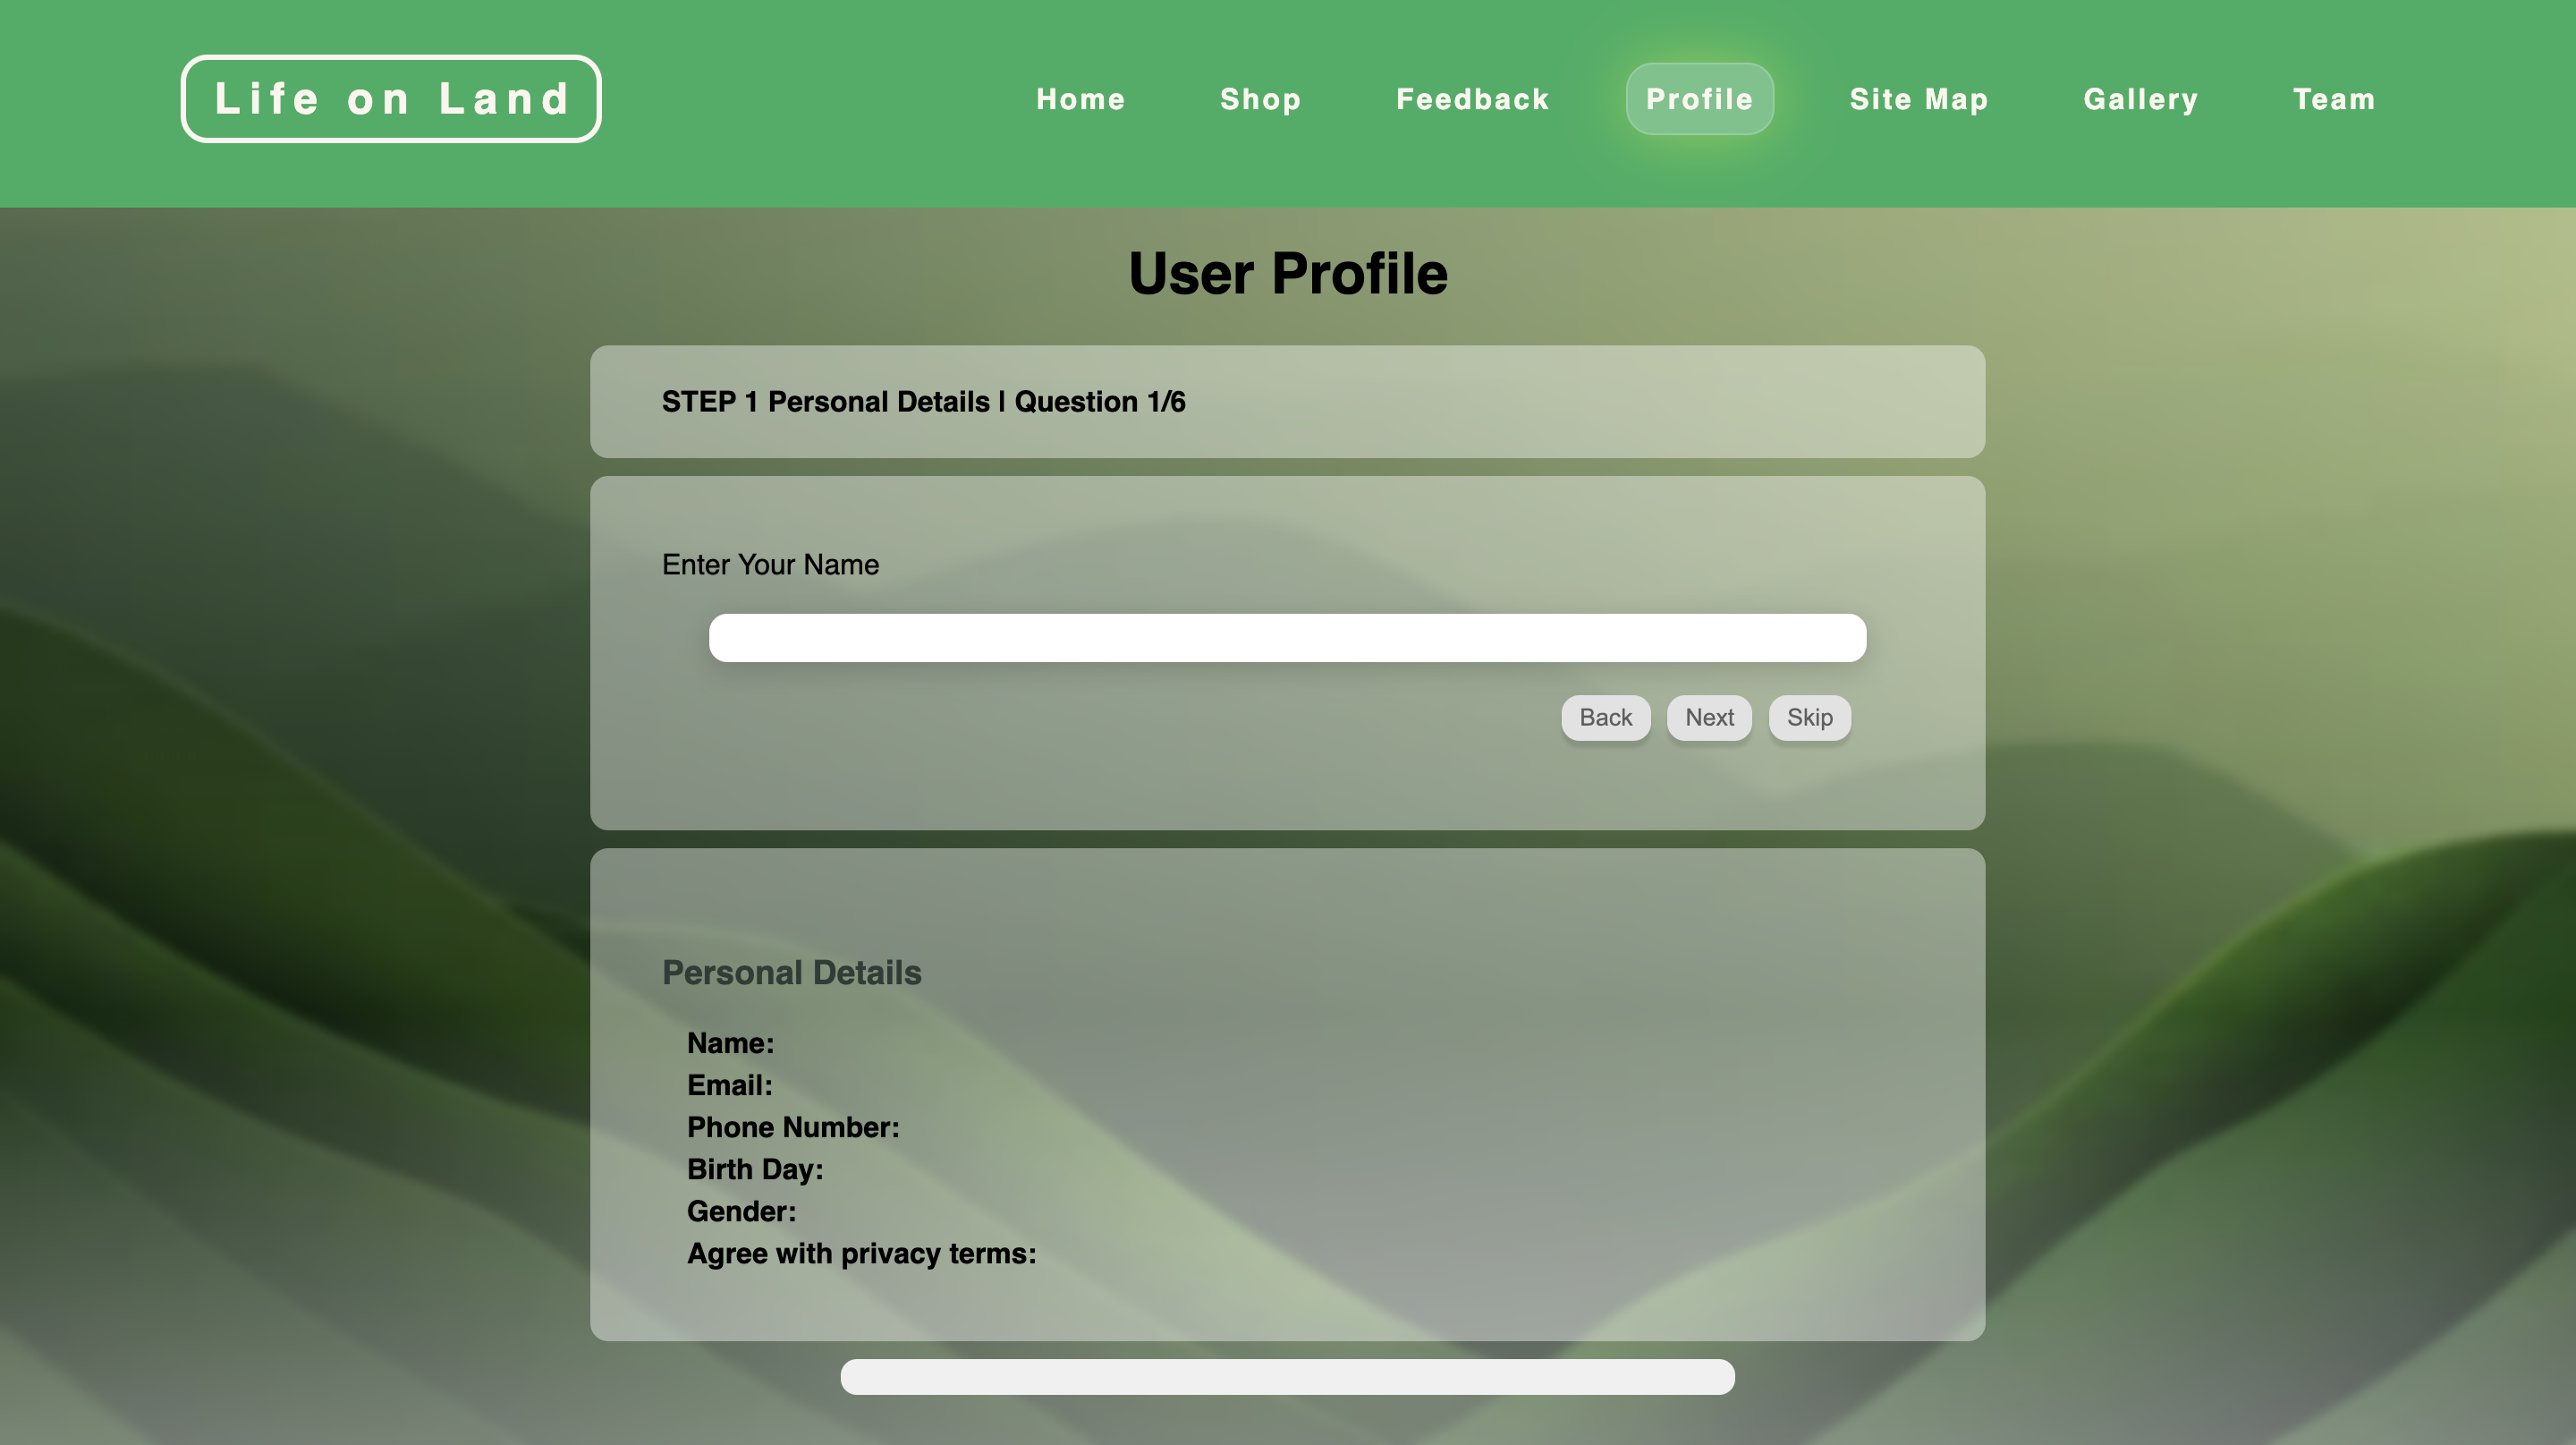 Life on Land
Home Shop Feedback Profile Site Map Gallery Team
User Profile
STEP 1 Personal Details | Question 1/6
Enter Your Name
Back Next Skip
Personal Details
Name:
Email:
Phone Number:
Birth Day:
Gender:
Agree with privacy terms: